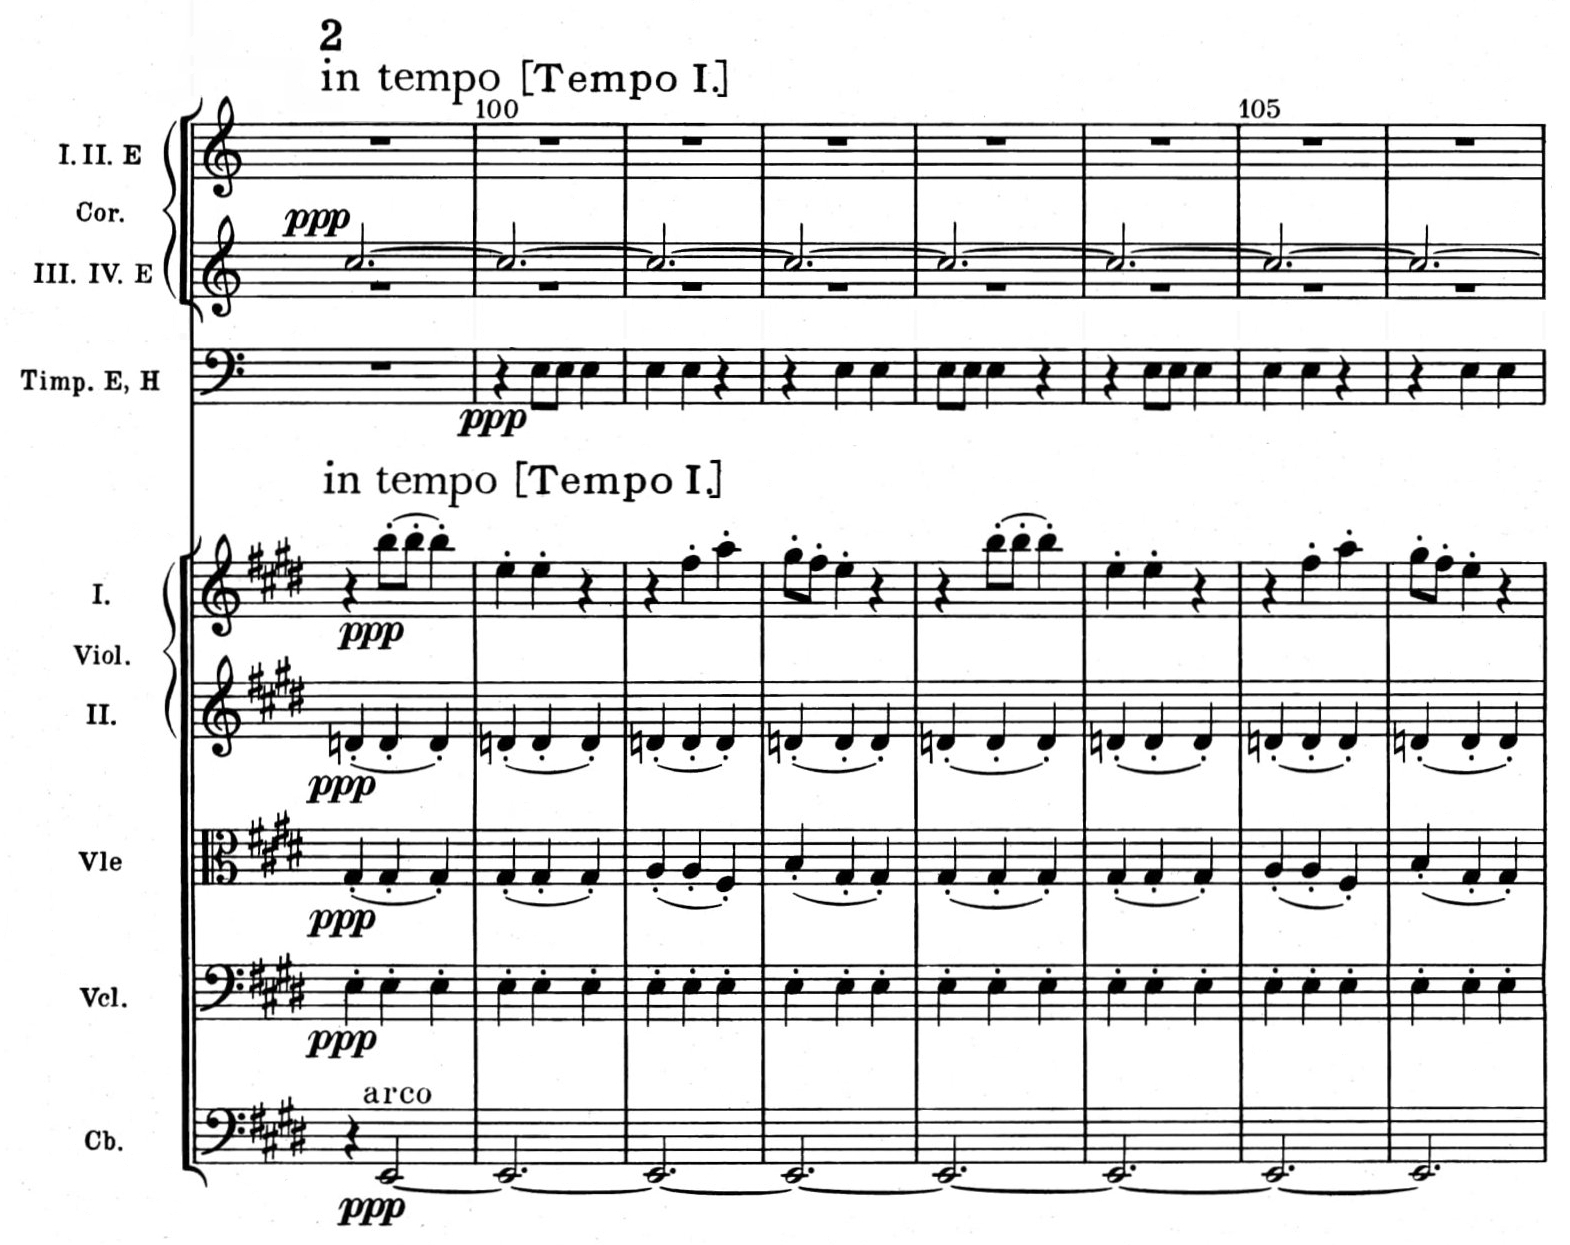 2
in tempo [Tempo I.]
100
105
I. II. E
Cor.
ppp
III. IV. E
Timp. E, H
ppp
in tempo [Tempo I.]
I.
ppp
Viol.
II.
ppp
Vle
ppp
Vcl.
ppp
arco
Cb.
ppp